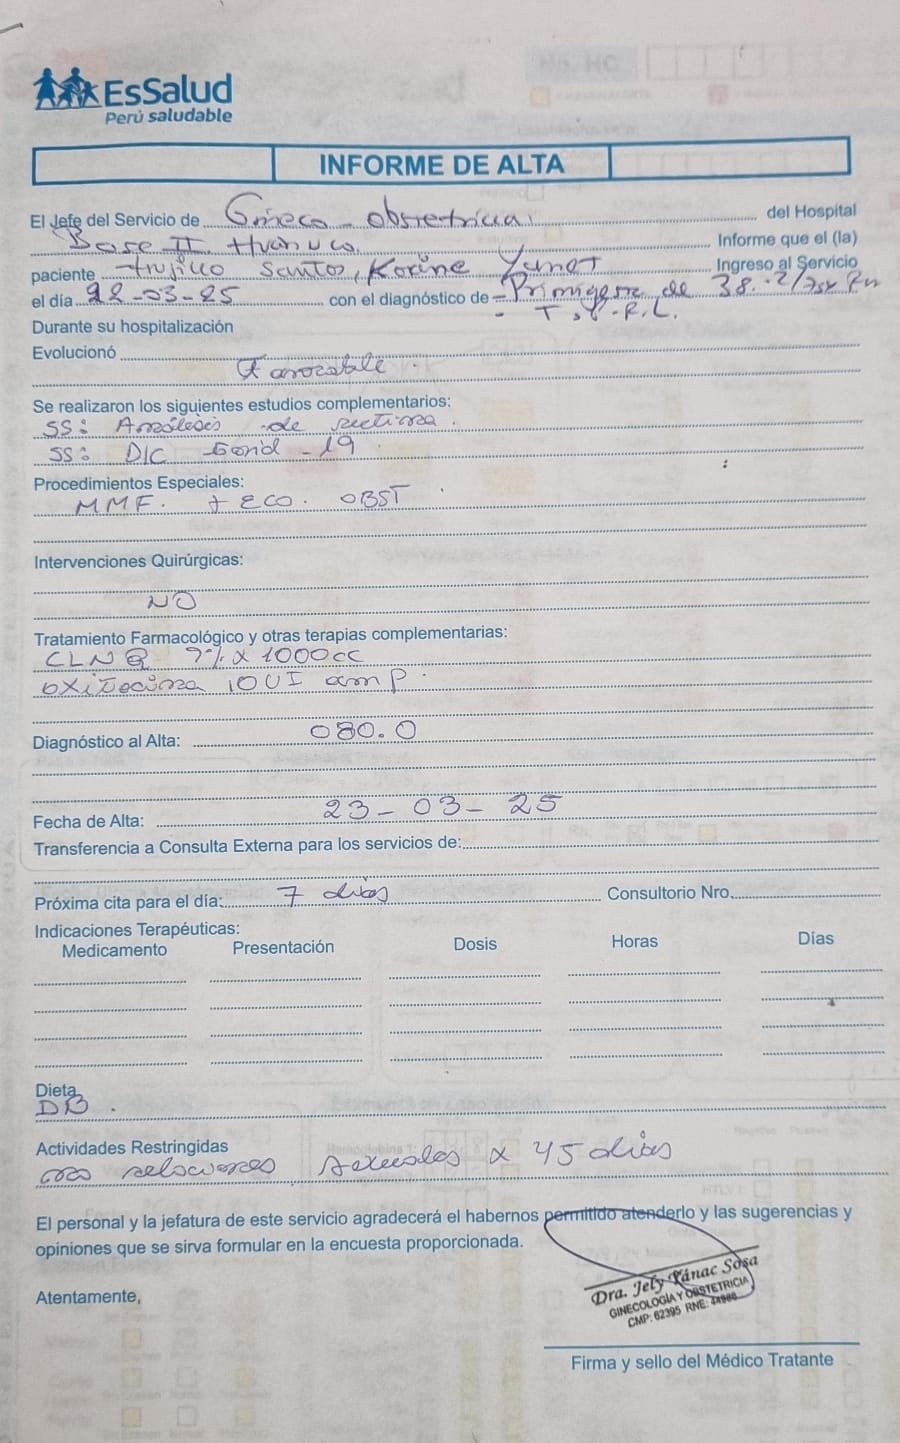 EsSalud
Perú saludable
INFORME DE ALTA
El Jefe del Servicio de Gineco - obstetricia del Hospital
Base II Huánuco. Informe que el (la)
paciente Trujillo Santos, Korine Yanet Ingreso al Servicio
el día 22-03-25 con el diagnóstico de - Primigesta de 38. 2/7
- T.P.R.L.
Durante su hospitalización
Evolucionó
Favorable.
Se realizaron los siguientes estudios complementarios:
SS: Análisis de rutina.
SS: D/C Covid-19
Procedimientos Especiales:
MMF. + ECO. OBST
Intervenciones Quirúrgicas:
NO
Tratamiento Farmacológico y otras terapias complementarias:
CLNa 9% x 1000cc
oxitocina 10UI amp.
Diagnóstico al Alta: O80.0
Fecha de Alta: 23-03-25
Transferencia a Consulta Externa para los servicios de:
Próxima cita para el día: 7 días Consultorio Nro.
Indicaciones Terapéuticas:
Medicamento Presentación Dosis Horas Días
Dieta
DB.
Actividades Restringidas
no relaciones sexuales x 45 días
El personal y la jefatura de este servicio agradecerá el habernos permitido atenderlo y las sugerencias y
opiniones que se sirva formular en la encuesta proporcionada.
Atentamente,
Dra. Jely Yánac Sosa
GINECOLOGÍA Y OBSTETRICIA
CMP: 62395 RNE:
Firma y sello del Médico Tratante